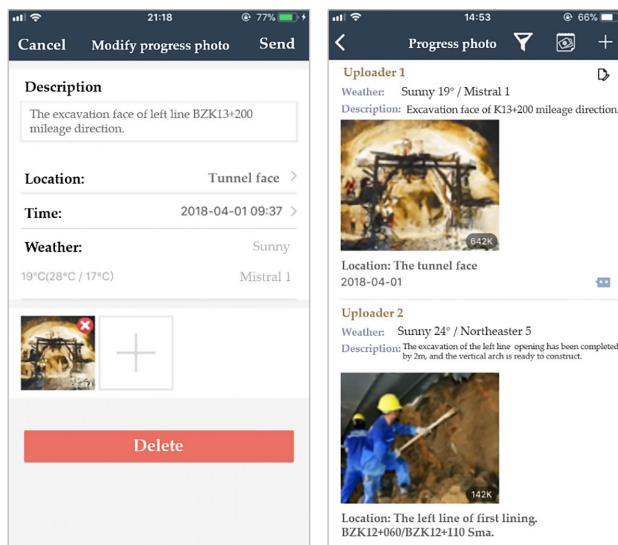 21:18
77%
Cancel
Modify progress photo
Send
Description
The excavation face of left line BZK13+200
mileage direction.
Location:
Tunnel face
Time:
2018-04-01 09:37
Weather:
Sunny
19°C(28°C / 17°C)
Mistral 1
Delete
14:53
66%
Progress photo
Uploader 1
Weather: Sunny 19° / Mistral 1
Description: Excavation face of K13+200 mileage direction.
642K
Location: The tunnel face
2018-04-01
Uploader 2
Weather: Sunny 24° / Northeaster 5
Description: The excavation of the left line opening has been completed
by 2m, and the vertical arch is ready to construct.
142K
Location: The left line of first lining.
BZK12+060/BZK12+110 Sma.